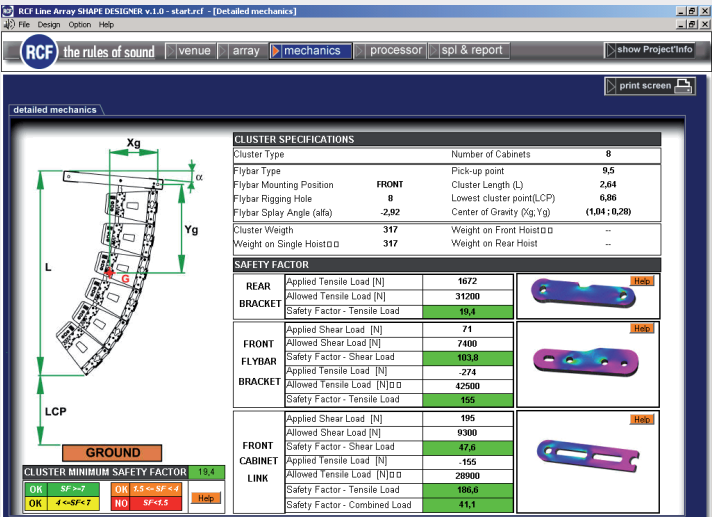 RCF Line Array SHAPE DESIGNER v.1.0 - start.rcf - [Detailed mechanics]
File Design Option Help
RCF the rules of sound venue array mechanics processor spl & report show Project'Info
print screen
detailed mechanics
Xg
α
Yg
L
G
LCP
GROUND
CLUSTER MINIMUM SAFETY FACTOR 19,4
OK SF >=7 OK 1.5 <= SF < 4
OK 4 <=SF< 7 NO SF<1.5
Help
CLUSTER SPECIFICATIONS
Cluster Type Number of Cabinets 8
Flybar Type Pick-up point 9,5
Flybar Mounting Position FRONT Cluster Length (L) 2,64
Flybar Rigging Hole 8 Lowest cluster point(LCP) 6,86
Flybar Splay Angle (alfa) -2,92 Center of Gravity (Xg; Yg) (1,04 ; 0,28)
Cluster Weigth 317 Weight on Front Hoist□□ --
Weight on Single Hoist□□ 317 Weight on Rear Hoist --
SAFETY FACTOR
REAR BRACKET
Applied Tensile Load [N] 1672
Allowed Tensile Load [N] 31200
Safety Factor - Tensile Load 19,4
Help
FRONT FLYBAR BRACKET
Applied Shear Load [N] 71
Allowed Shear Load [N] 7400
Safety Factor - Shear Load 103,8
Applied Tensile Load [N] -274
Allowed Tensile Load [N]□□ 42500
Safety Factor - Tensile Load 155
Help
FRONT CABINET LINK
Applied Shear Load [N] 195
Allowed Shear Load [N] 9300
Safety Factor - Shear Load 47,6
Applied Tensile Load [N] -155
Allowed Tensile Load [N]□□ 28900
Safety Factor - Tensile Load 186,6
Safety Factor - Combined Load 41,1
Help